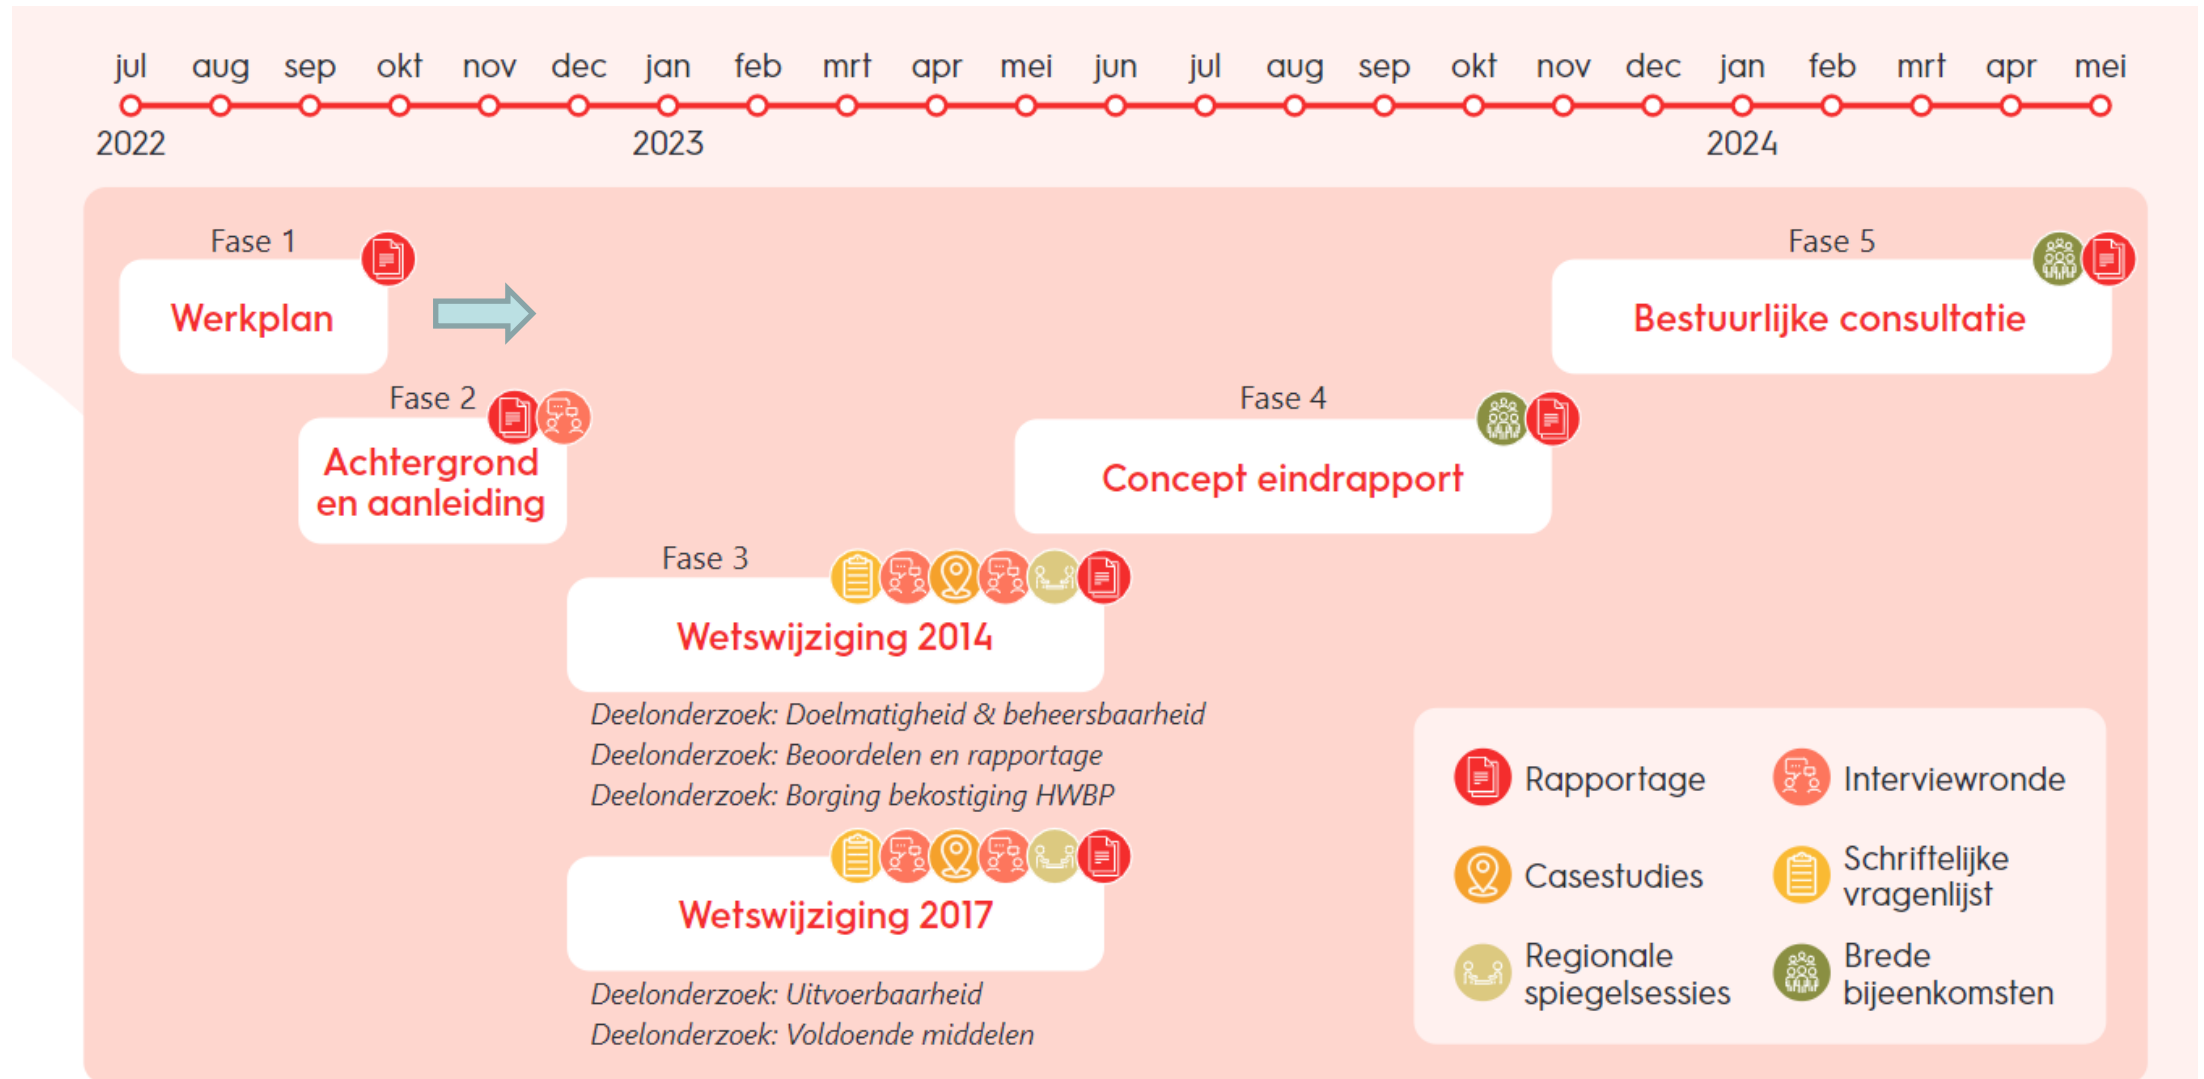 jul aug sep okt nov dec jan feb mrt apr mei jun jul aug sep okt nov dec jan feb mrt apr mei
2022 2023 2024
Fase 1
Werkplan
Fase 5
Bestuurlijke consultatie
Fase 2
Achtergrond
en aanleiding
Fase 4
Concept eindrapport
Fase 3
Wetswijziging 2014
Deelonderzoek: Doelmatigheid & beheersbaarheid
Deelonderzoek: Beoordelen en rapportage
Deelonderzoek: Borging bekostiging HWBP
Wetswijziging 2017
Deelonderzoek: Uitvoerbaarheid
Deelonderzoek: Voldoende middelen
Rapportage
Interviewronde
Casestudies
Schriftelijke
vragenlijst
Regionale
spiegelsessies
Brede
bijeenkomsten